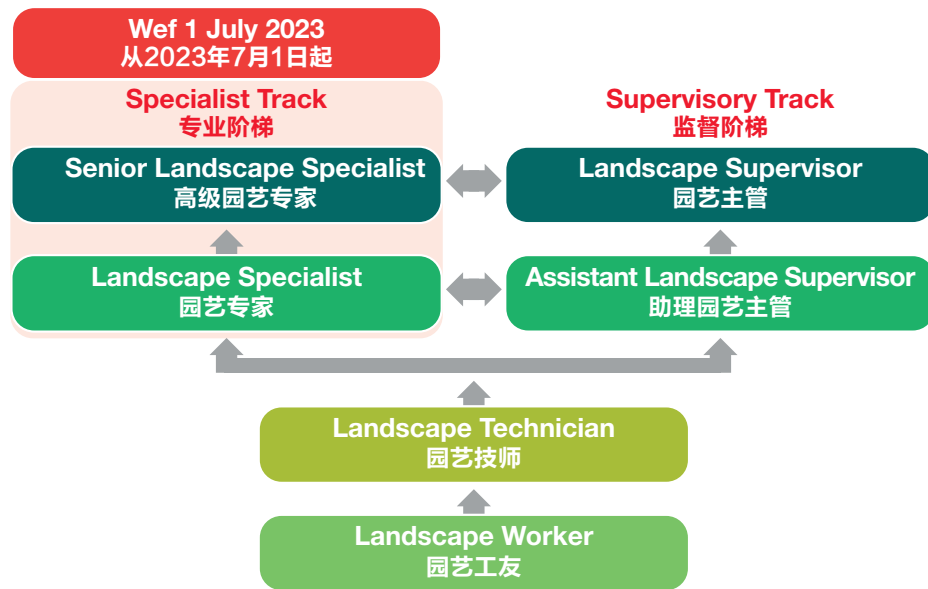 Wef 1 July 2023
从2023年7月1日起
Specialist Track
专业阶梯
Senior Landscape Specialist
高级园艺专家
Landscape Specialist
园艺专家
Supervisory Track
监督阶梯
Landscape Supervisor
园艺主管
Assistant Landscape Supervisor
助理园艺主管
Landscape Technician
园艺技师
Landscape Worker
园艺工友